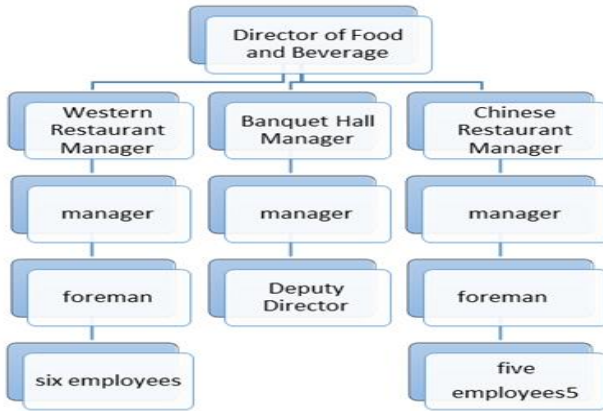 Director of Food
and Beverage
Western
Restaurant
Manager
Banquet Hall
Manager
Chinese
Restaurant
Manager
manager
manager
manager
foreman
Deputy
Director
foreman
six employees
five
employees5